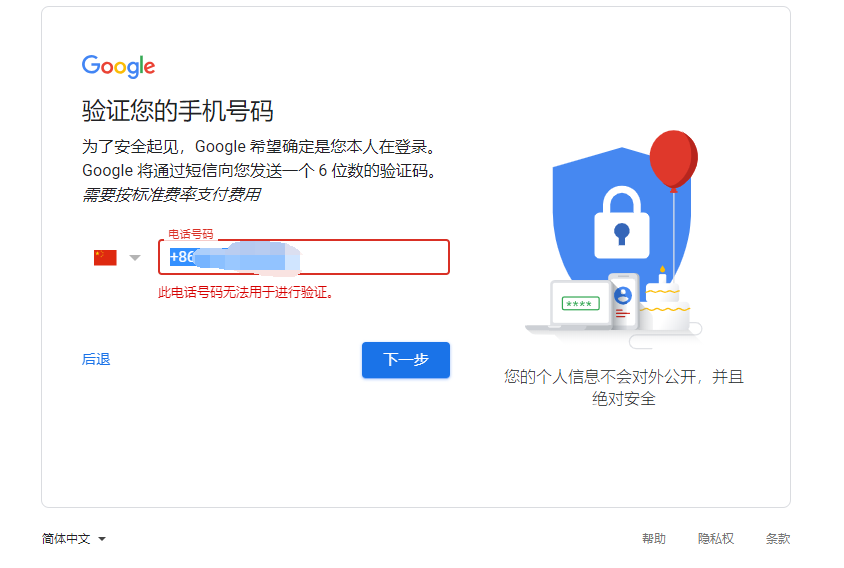 Google
验证您的手机号码
为了安全起见，Google 希望确定是您本人在登录。
Google 将通过短信向您发送一个 6 位数的验证码。
需要按标准费率支付费用
电话号码
+86
此电话号码无法用于进行验证。
后退
下一步
****
您的个人信息不会对外公开，并且
绝对安全
简体中文
帮助
隐私权
条款